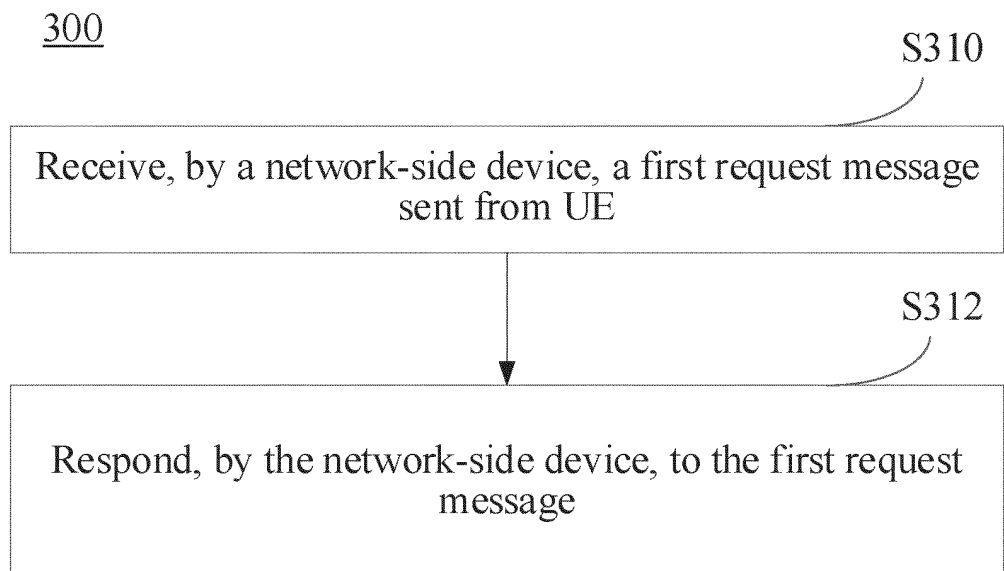 300
S310
Receive, by a network-side device, a first request message
sent from UE
S312
Respond, by the network-side device, to the first request
message